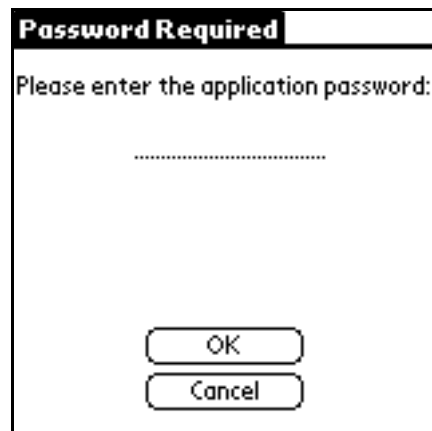 Password Required
Please enter the application password:
OK
Cancel